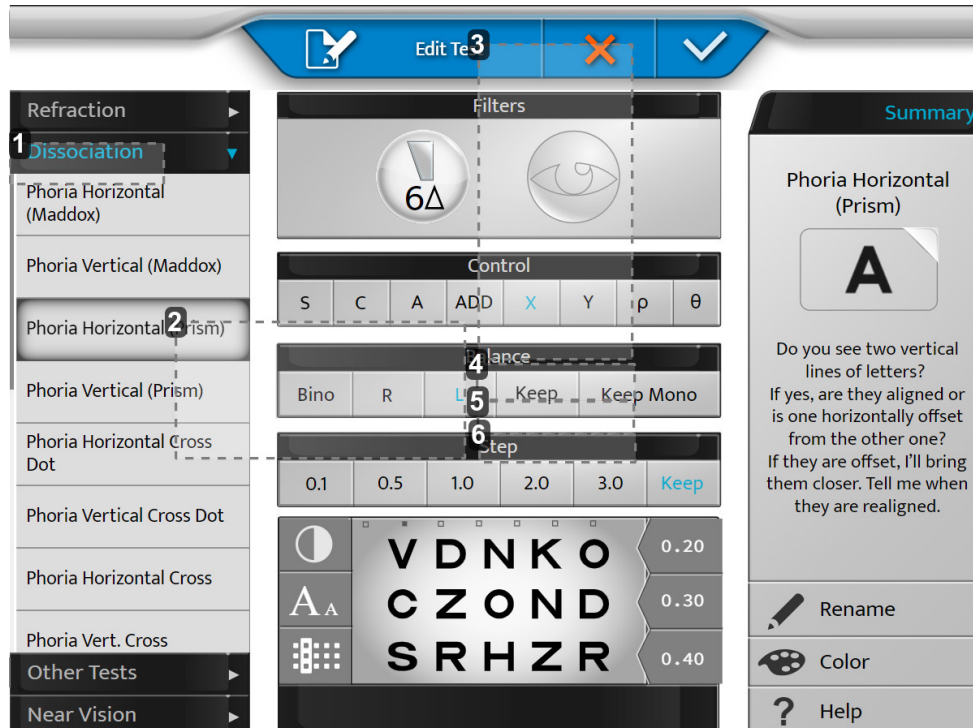 Edit Te
3
Refraction
1
Dissociation
Phoria Horizontal
(Maddox)
Phoria Vertical (Maddox)
2
Phoria Horizontal (Prism)
Phoria Vertical (Prism)
Phoria Horizontal Cross
Dot
Phoria Vertical Cross Dot
Phoria Horizontal Cross
Phoria Vert. Cross
Other Tests
Near Vision
Filters
6Δ
Control
S C A ADD X Y ρ θ
Balance
4
Bino R L Keep Keep Mono
5
6
Step
0.1 0.5 1.0 2.0 3.0 Keep
V D N K O
0.20
A A
C Z O N D
0.30
S R H Z R
0.40
Summary
Phoria Horizontal
(Prism)
A
Do you see two vertical
lines of letters?
If yes, are they aligned or
is one horizontally offset
from the other one?
If they are offset, I'll bring
them closer. Tell me when
they are realigned.
Rename
Color
? Help